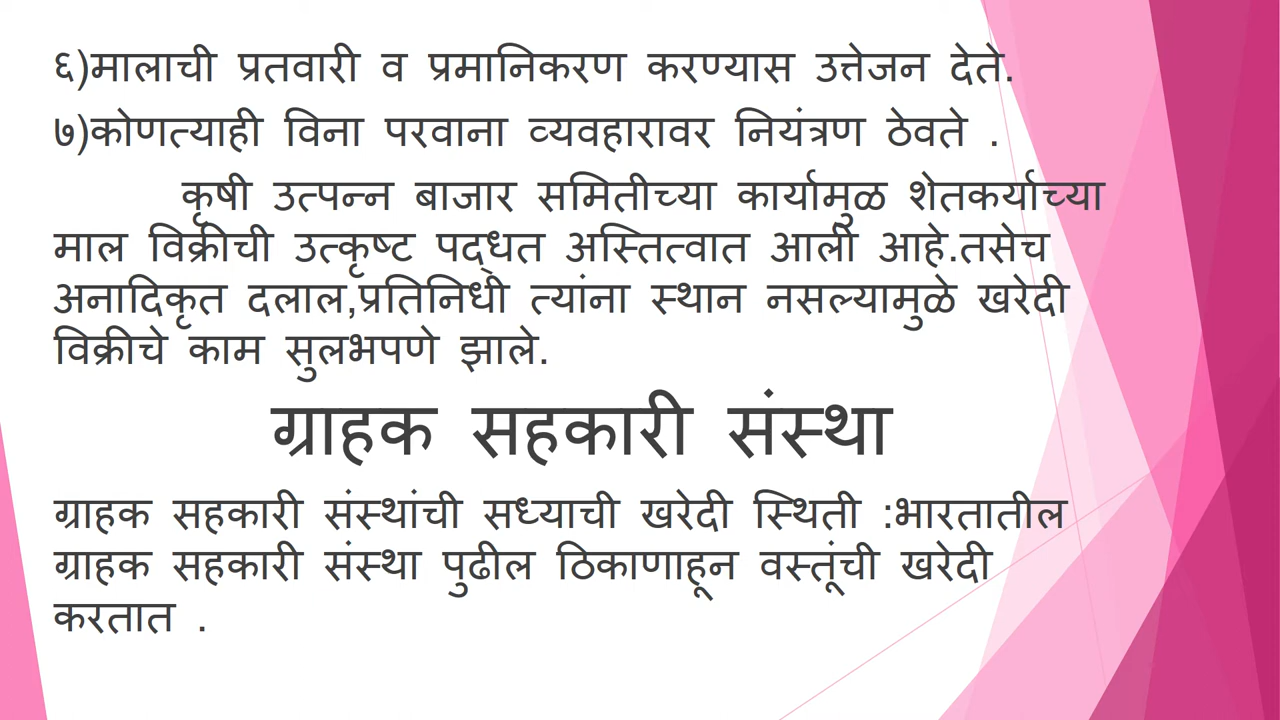 ६)मालाची प्रतवारी व प्रमानिकरण करण्यास उत्तेजन देते.
७)कोणत्याही विना परवाना व्यवहारावर नियंत्रण ठेवते .
कृषी उत्पन्न बाजार समितीच्या कार्यामुळ शेतकर्याच्या
माल विक्रीची उत्कृष्ट पद्धत अस्तित्वात आली आहे.तसेच
अनादिकृत दलाल,प्रतिनिधी त्यांना स्थान नसल्यामुळे खरेदी
विक्रीचे काम सुलभपणे झाले.
ग्राहक सहकारी संस्था
ग्राहक सहकारी संस्थांची सध्याची खरेदी स्थिती :भारतातील
ग्राहक सहकारी संस्था पुढील ठिकाणाहून वस्तूंची खरेदी
करतात .